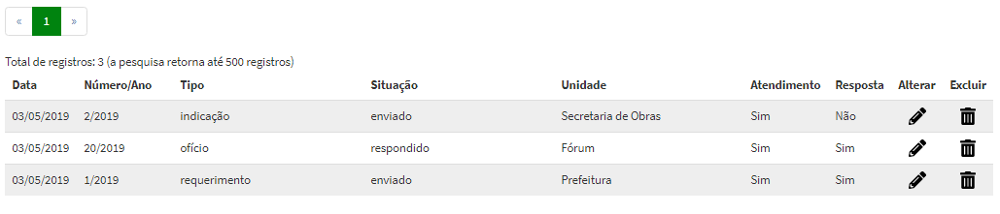 « 1 »
Total de registros: 3 (a pesquisa retorna até 500 registros)
Data Número/Ano Tipo Situação Unidade Atendimento Resposta Alterar Excluir
03/05/2019 2/2019 indicação enviado Secretaria de Obras Sim Não
03/05/2019 20/2019 ofício respondido Fórum Sim Sim
03/05/2019 1/2019 requerimento enviado Prefeitura Sim Sim